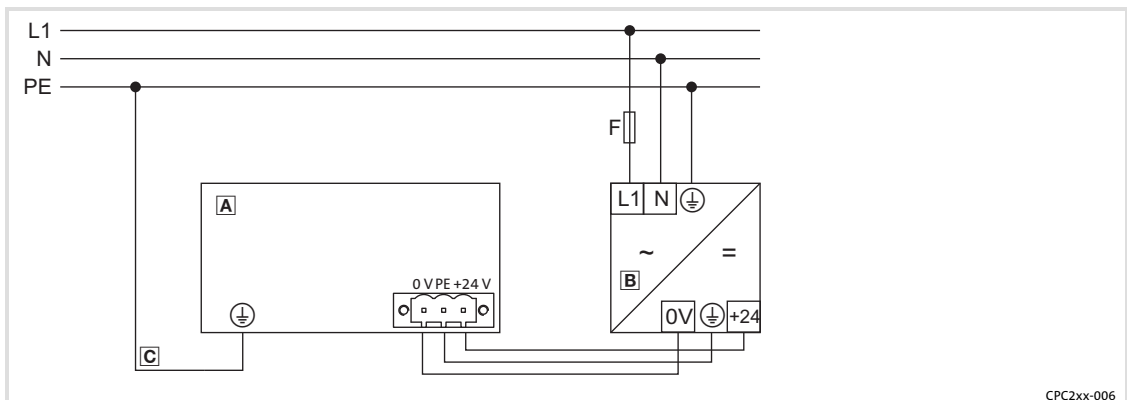 L1
N
PE
F
L1 N
A
~ =
B
0 V PE +24 V
0V +24
C
CPC2xx-006